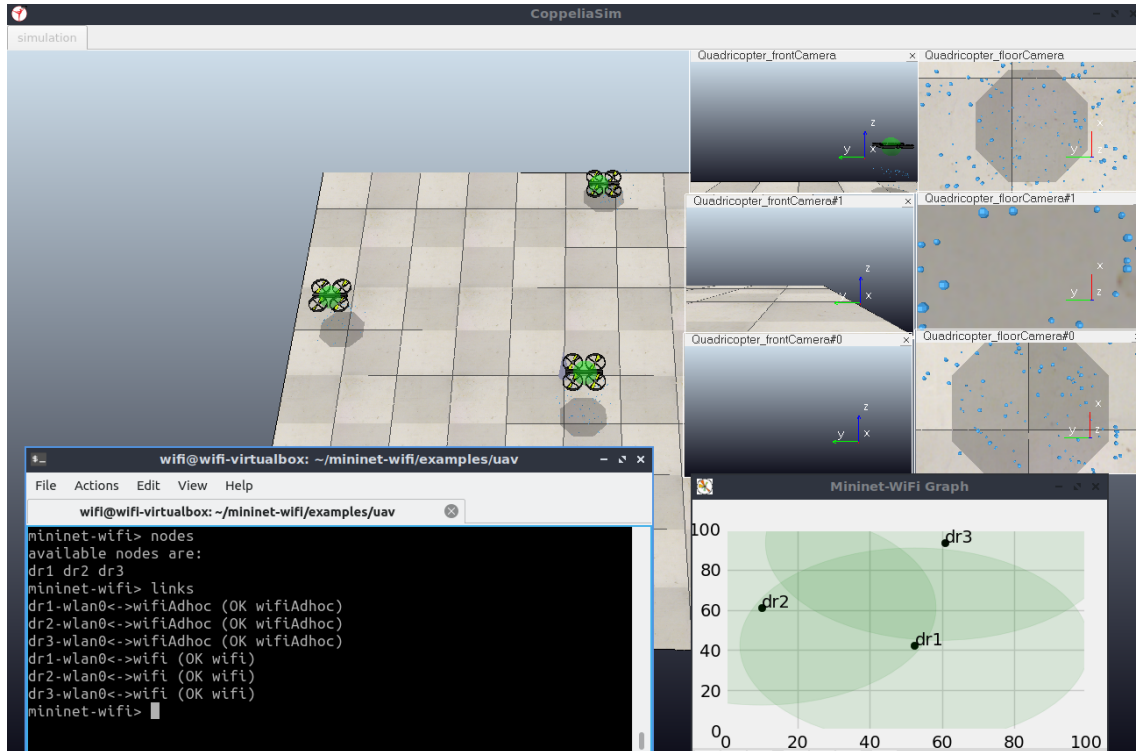 CoppeliaSim
simulation
Quadricopter_frontCamera
Quadricopter_floorCamera
z
y
x
x
y
z
Quadricopter_frontCamera#1
Quadricopter_floorCamera#1
z
y
x
x
y
z
Quadricopter_frontCamera#0
Quadricopter_floorCamera#0
z
y
x
x
y
z
wifi@wifi-virtualbox: ~/mininet-wifi/examples/uav
File Actions Edit View Help
wifi@wifi-virtualbox: ~/mininet-wifi/examples/uav
mininet-wifi> nodes
available nodes are:
dr1 dr2 dr3
mininet-wifi> links
dr1-wlan0<->wifiAdhoc (OK wifiAdhoc)
dr2-wlan0<->wifiAdhoc (OK wifiAdhoc)
dr3-wlan0<->wifiAdhoc (OK wifiAdhoc)
dr1-wlan0<->wifi (OK wifi)
dr2-wlan0<->wifi (OK wifi)
dr3-wlan0<->wifi (OK wifi)
mininet-wifi>
Mininet-WiFi Graph
100
80
60
40
20
0
dr3
dr2
dr1
0 20 40 60 80 100